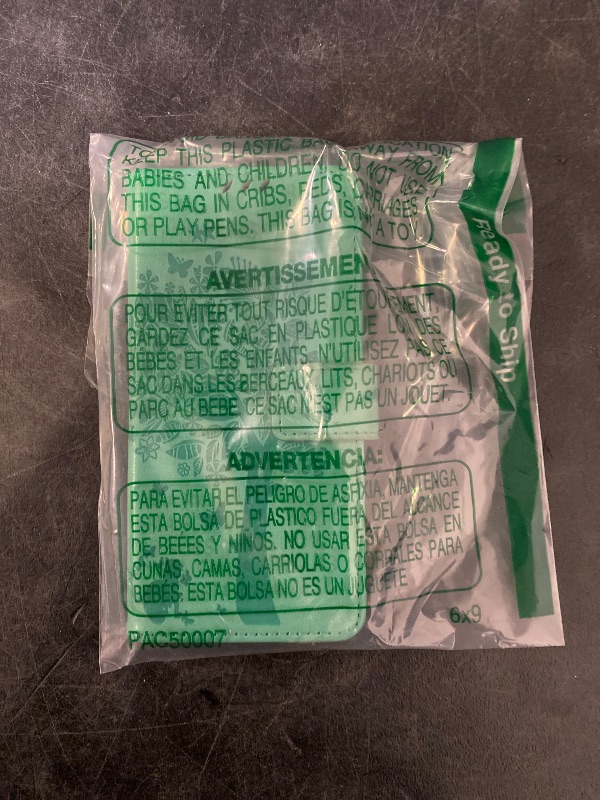 KEEP THIS PLASTIC BAG AWAY FROM
BABIES AND CHILDREN. DO NOT USE
THIS BAG IN CRIBS, BEDS, CARRIAGES
OR PLAY PENS. THIS BAG IS NOT A TOY.
AVERTISSEMEN
POUR ÉVITER TOUT RISQUE D'ÉTOUFFEMENT,
GARDEZ CE SAC EN PLASTIQUE LOIN DES
BÉBÉS ET LES ENFANTS. N'UTILISEZ PAS CE
SAC DANS LES BERCEAUX, LITS, CHARIOTS OU
PARC AU BEBE. CE SAC N'EST PAS UN JOUET.
ADVERTENCIA:
PARA EVITAR EL PELIGRO DE ASFIXIA, MANTENGA
ESTA BOLSA DE PLASTICO FUERA DEL ALCANCE
DE BEBÉS Y NINOS. NO USAR ESTA BOLSA EN
CUNAS, CAMAS, CARRIOLAS O CORRALES PARA
BEBÉS. ESTA BOLSA NO ES UN JUGUETE
6x9
PAC50007
Ready to Ship